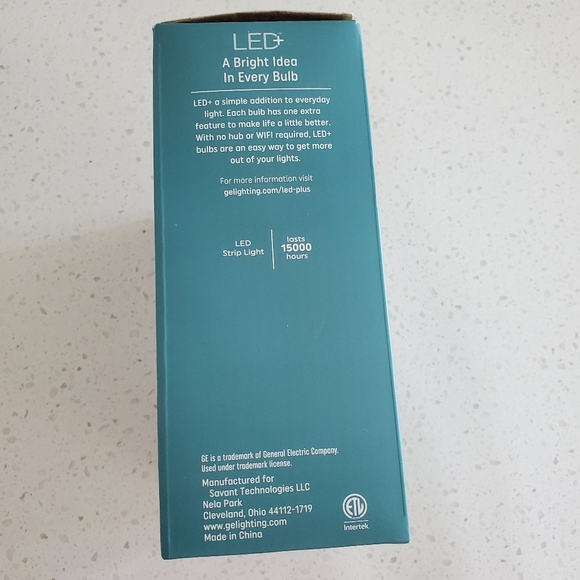 LED+
A Bright Idea
In Every Bulb
LED+ a simple addition to everyday
light. Each bulb has one extra
feature to make life a little better.
With no hub or WIFI required, LED+
bulbs are an easy way to get more
out of your lights.
For more information visit
gelighting.com/led-plus
LED
Strip Light
lasts
15000
hours
GE is a trademark of General Electric Company.
Used under trademark license.
Manufactured for
Savant Technologies LLC
Nela Park
Cleveland, Ohio 44112-1719
www.gelighting.com
Made in China
ETL
Intertek